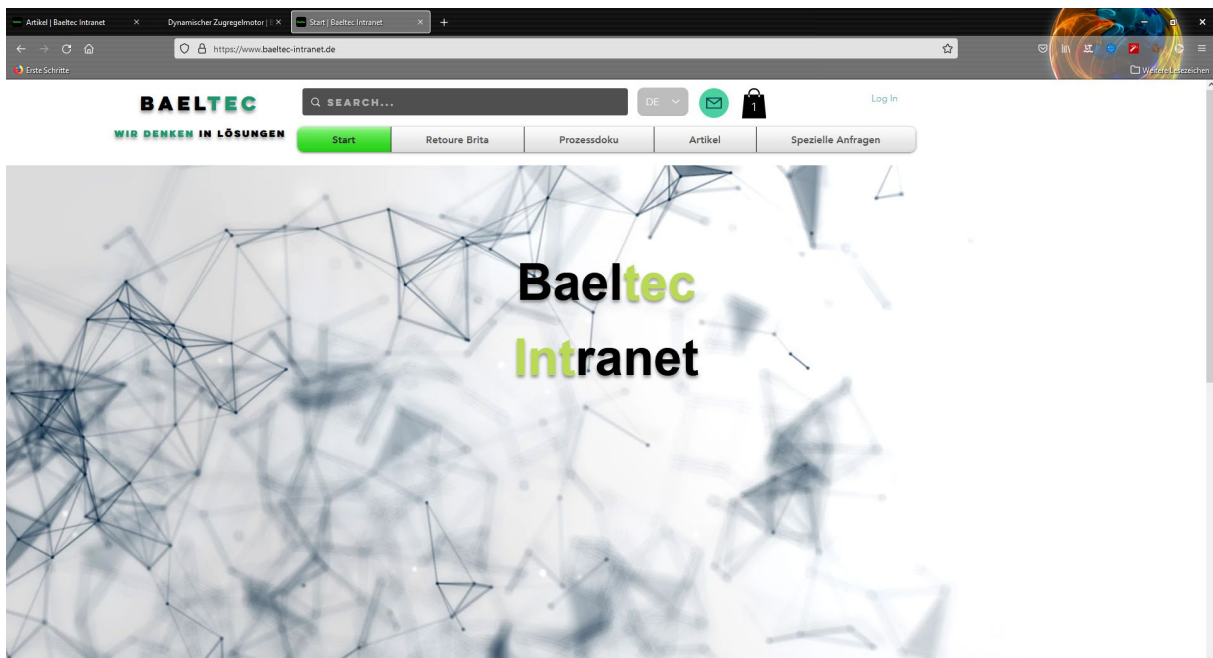 Artikel | Baeltec Intranet
Dynamischer Zugregelmotor |
Start | Baeltec Intranet
https://www.baeltec-intranet.de
Erste Schritte
Weitere Lesezeichen
BAELTEC
WIR DENKEN IN LÖSUNGEN
SEARCH...
DE
1
Log In
Start
Retoure Brita
Prozessdoku
Artikel
Spezielle Anfragen
Baeltec
Intranet